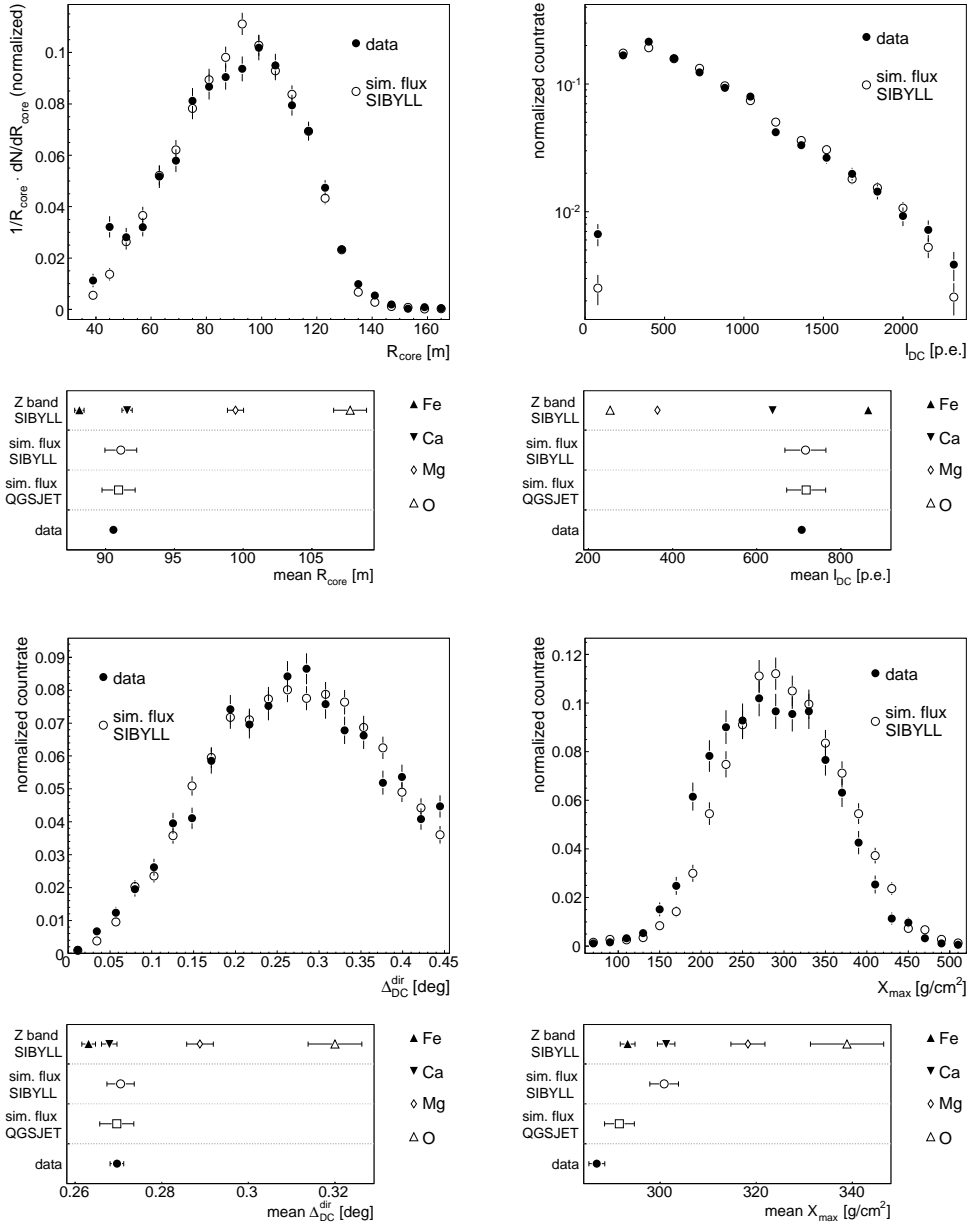 1/R_core · dN/dR_core (normalized)
0.1
0.08
0.06
0.04
0.02
0
data
sim. flux
SIBYLL
40 60 80 100 120 140 160
R_core [m]
normalized countrate
10^-1
10^-2
data
sim. flux
SIBYLL
0 500 1000 1500 2000
I_DC [p.e.]
Z band
SIBYLL
sim. flux
SIBYLL
sim. flux
QGSJET
data
Fe
Ca
Mg
O
90 95 100 105
mean R_core [m]
Z band
SIBYLL
sim. flux
SIBYLL
sim. flux
QGSJET
data
Fe
Ca
Mg
O
200 400 600 800
mean I_DC [p.e.]
normalized countrate
0.09
0.08
0.07
0.06
0.05
0.04
0.03
0.02
0.01
0
data
sim. flux
SIBYLL
0 0.05 0.1 0.15 0.2 0.25 0.3 0.35 0.4 0.45
Δ_DC^dir [deg]
normalized countrate
0.12
0.1
0.08
0.06
0.04
0.02
0
data
sim. flux
SIBYLL
100 150 200 250 300 350 400 450 500
X_max [g/cm²]
Z band
SIBYLL
sim. flux
SIBYLL
sim. flux
QGSJET
data
Fe
Ca
Mg
O
0.26 0.28 0.3 0.32
mean Δ_DC^dir [deg]
Z band
SIBYLL
sim. flux
SIBYLL
sim. flux
QGSJET
data
Fe
Ca
Mg
O
300 320 340
mean X_max [g/cm²]